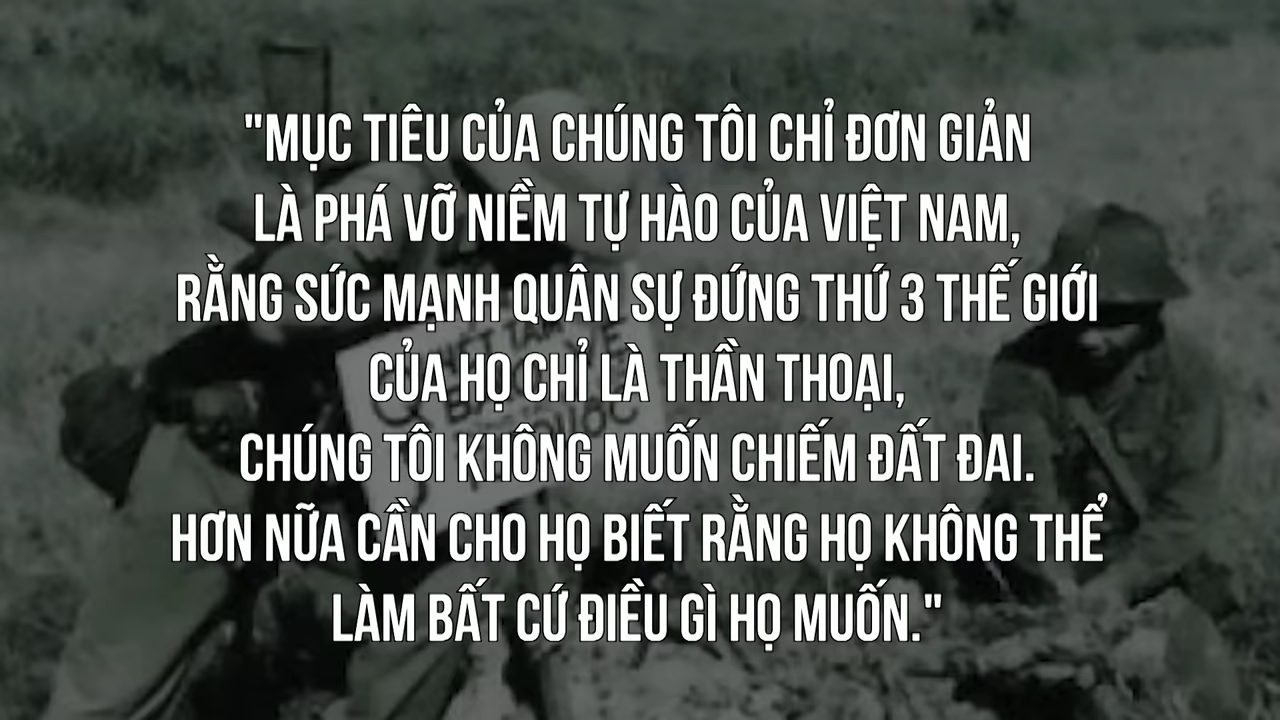 "MỤC TIÊU CỦA CHÚNG TÔI CHỈ ĐƠN GIẢN
LÀ PHÁ VỠ NIỀM TỰ HÀO CỦA VIỆT NAM,
RẰNG SỨC MẠNH QUÂN SỰ ĐỨNG THỨ 3 THẾ GIỚI
CỦA HỌ CHỈ LÀ THẦN THOẠI,
CHÚNG TÔI KHÔNG MUỐN CHIẾM ĐẤT ĐAI.
HƠN NỮA CẦN CHO HỌ BIẾT RẰNG HỌ KHÔNG THỂ
LÀM BẤT CỨ ĐIỀU GÌ HỌ MUỐN."